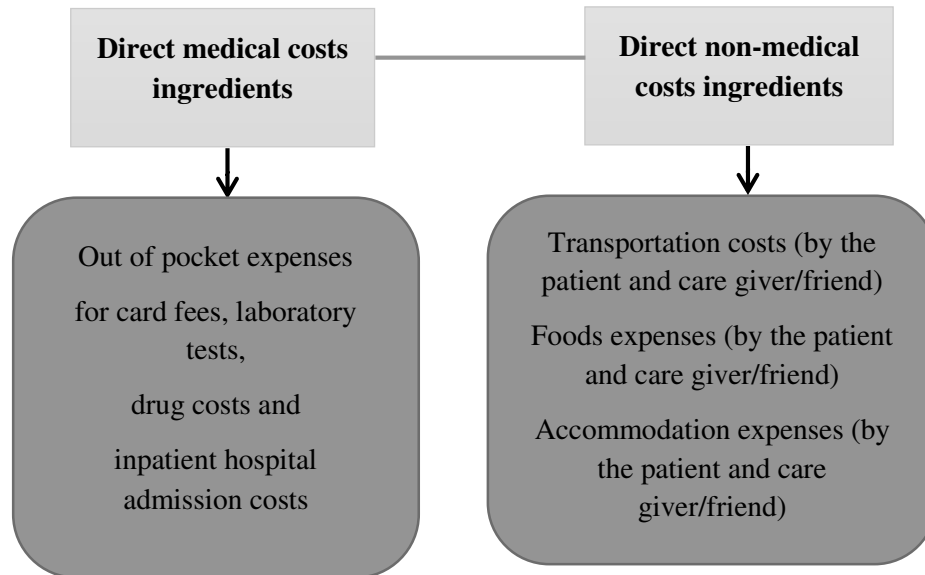 Direct medical costs
ingredients
Direct non-medical
costs ingredients
Out of pocket expenses
for card fees, laboratory
tests,
drug costs and
inpatient hospital
admission costs
Transportation costs (by the
patient and care giver/friend)
Foods expenses (by the patient
and care giver/friend)
Accommodation expenses (by
the patient and care
giver/friend)